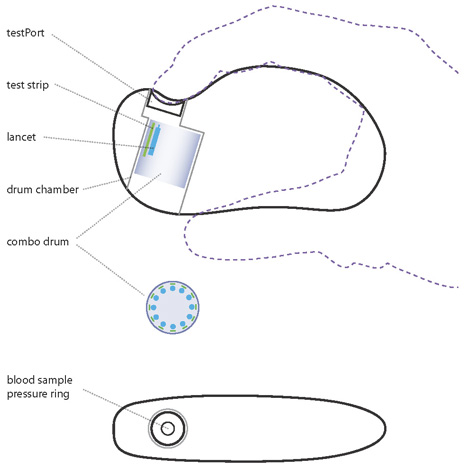 testPort
test strip
lancet
drum chamber
combo drum
blood sample
pressure ring